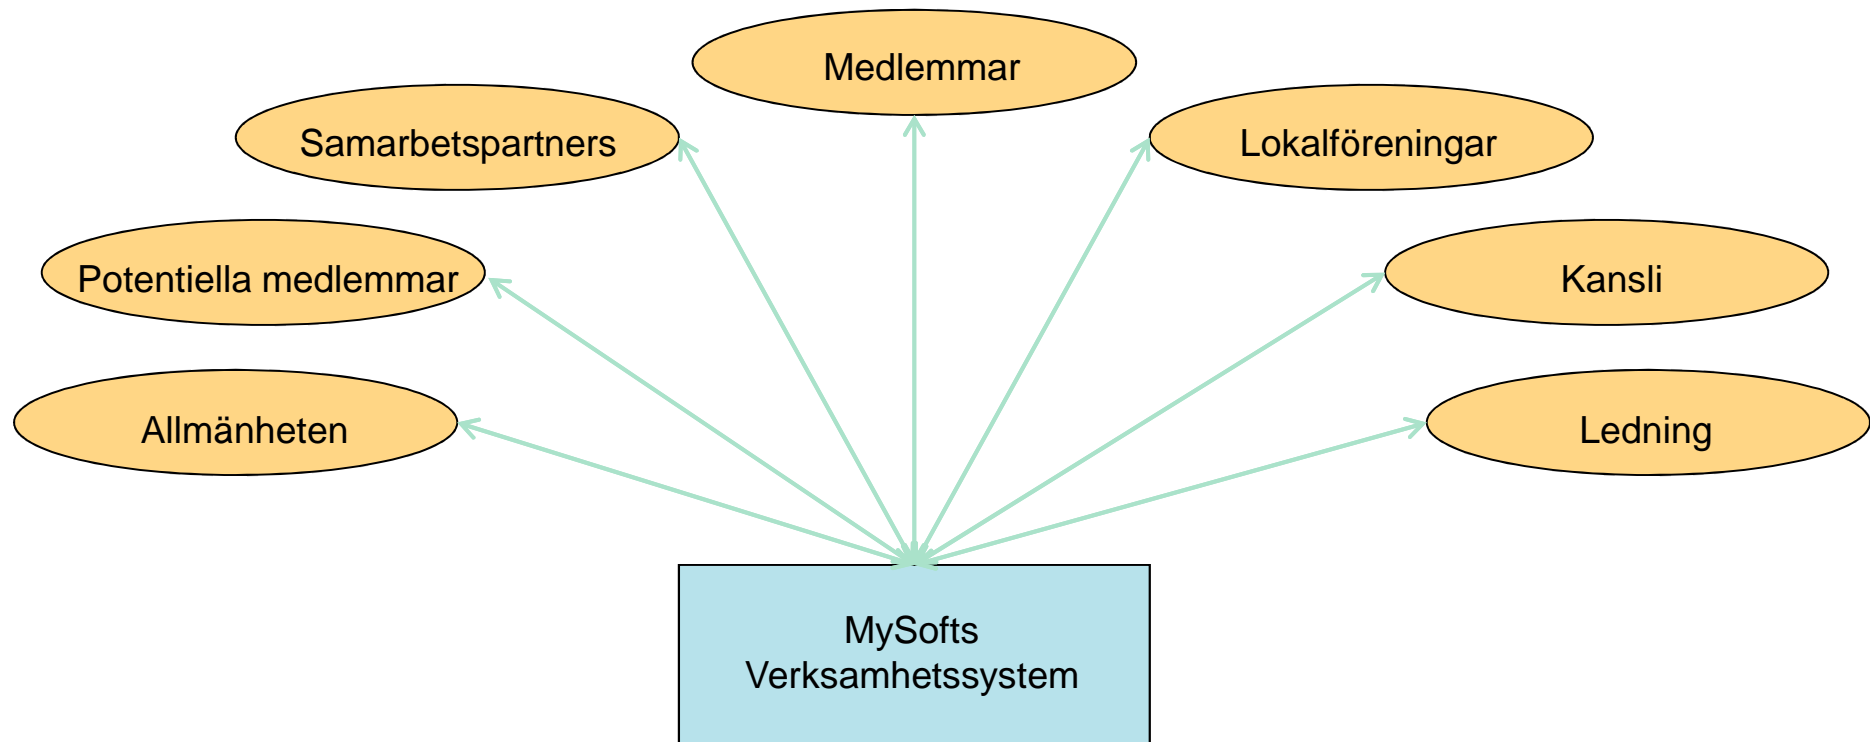 Medlemmar
Samarbetspartners
Lokalföreningar
Potentiella medlemmar
Kansli
Allmänheten
Ledning
MySofts
Verksamhetssystem